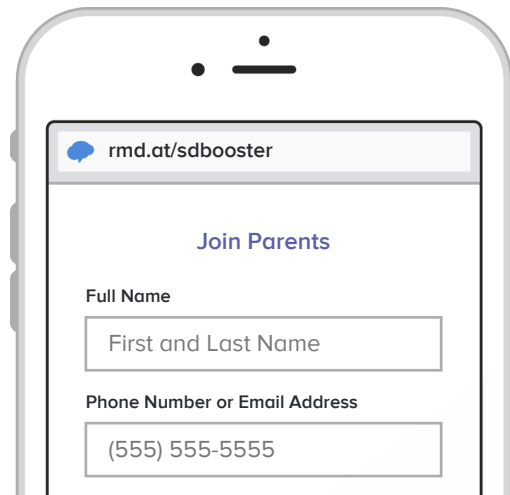 rmd.at/sdbooster
Join Parents
Full Name
First and Last Name
Phone Number or Email Address
(555) 555-5555